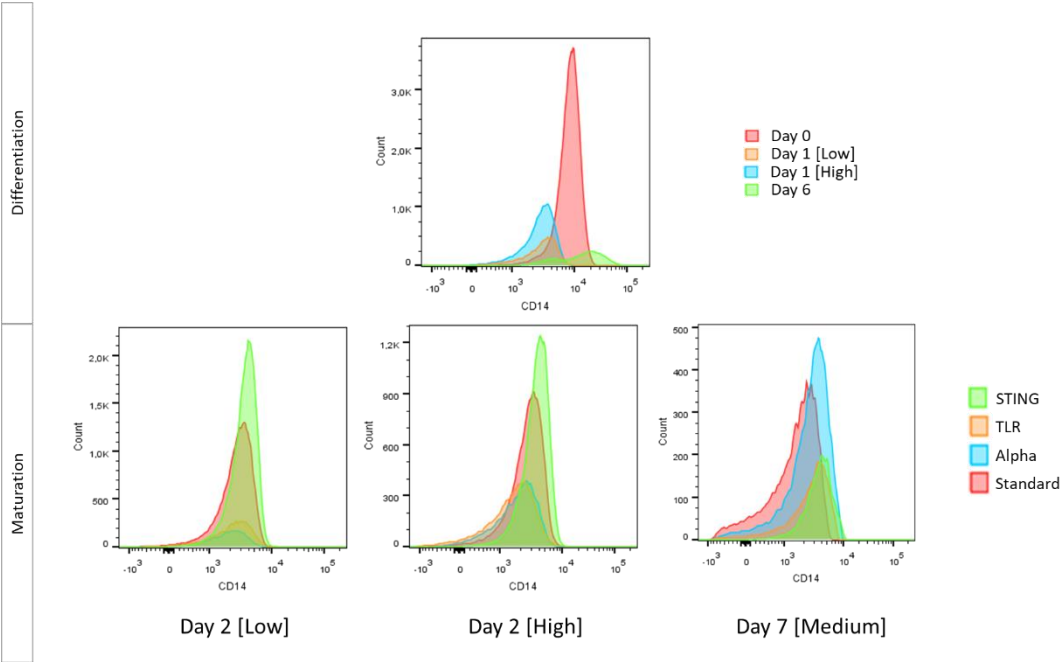 Differentiation
Count
3,0K
2,0K
1,0K
0
-10³ 0 10³ 10⁴ 10⁵
CD14
Day 0
Day 1 [Low]
Day 1 [High]
Day 6
Maturation
Count
2,0K
1,5K
1,0K
500
0
-10³ 0 10³ 10⁴ 10⁵
CD14
Day 2 [Low]
Count
1,2K
900
600
300
0
-10³ 0 10³ 10⁴ 10⁵
CD14
Day 2 [High]
Count
500
400
300
200
100
0
-10³ 0 10³ 10⁴ 10⁵
CD14
Day 7 [Medium]
STING
TLR
Alpha
Standard